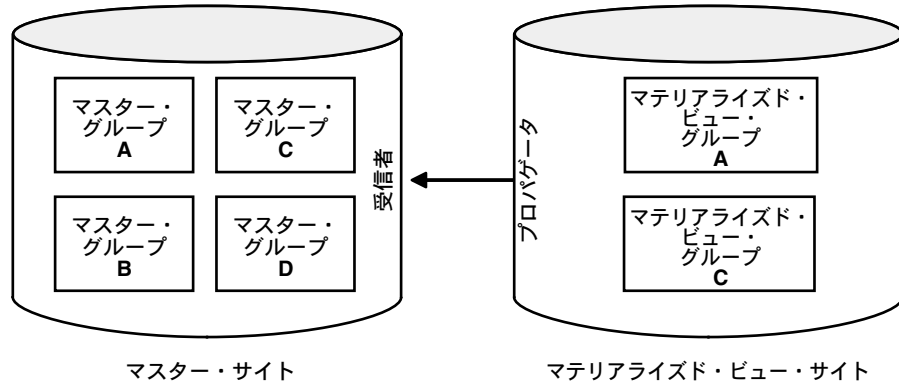 マスター・
グループ
A
マスター・
グループ
C
マスター・
グループ
B
マスター・
グループ
D
受信者
プロパゲータ
マテリアライズド・
ビュー・
グループ
A
マテリアライズド・
ビュー・
グループ
C
マスター・サイト
マテリアライズド・ビュー・サイト